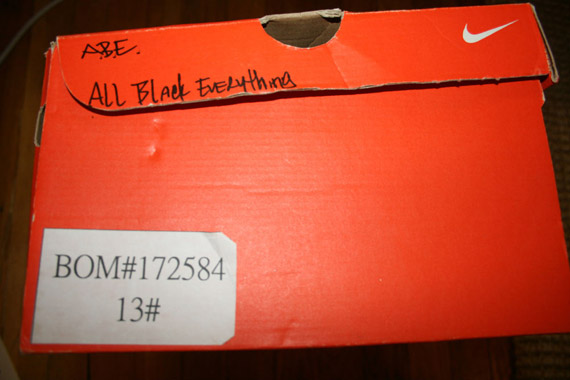 A.B.E.
ALL Black EvErything
BOM#172584
13#